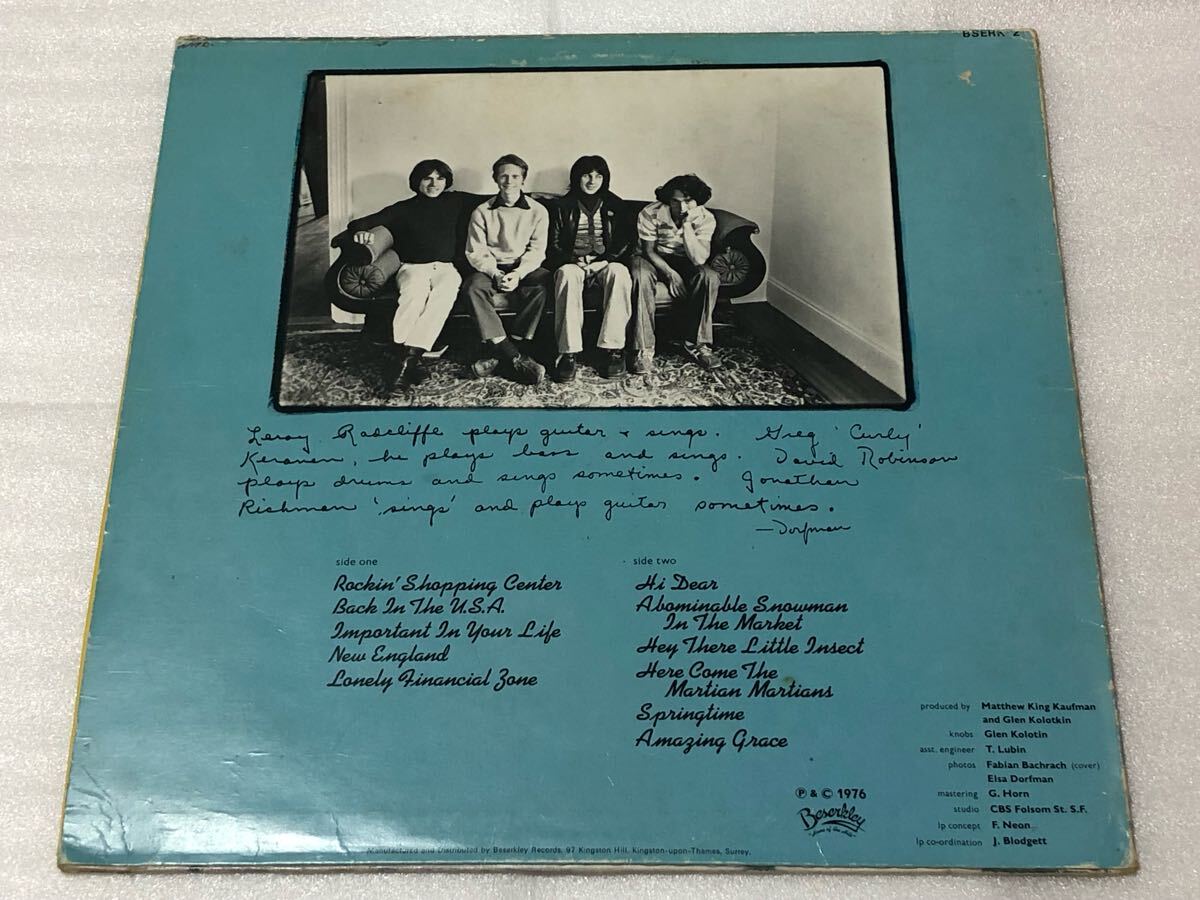 BSERK 2
Leroy Radcliffe plays guitar + sings. Greg 'Curly'
Keranen, he plays bass and sings. David Robinson
plays drums and sings sometimes. Jonathan
Richman 'sings' and plays guitar sometimes.
—Dorfman
side one
Rockin' Shopping Center
Back In The U.S.A.
Important In Your Life
New England
Lonely Financial Zone
side two
Hi Dear
Abominable Snowman
In The Market
Hey There Little Insect
Here Come The
Martian Martians
Springtime
Amazing Grace
produced by Matthew King Kaufman
and Glen Kolotkin
knobs Glen Kolotin
asst. engineer T. Lubin
photos Fabian Bachrach (cover)
Elsa Dorfman
mastering G. Horn
studio CBS Folsom St. S.F.
lp concept F. Neon
lp co-ordination J. Blodgett
℗ & © 1976
Beserkley
Manufactured and Distributed by Beserkley Records, 97 Kingston Hill, Kingston-upon-Thames, Surrey.